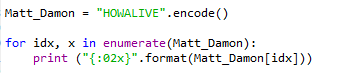 Matt_Damon = "HOWALIVE".encode()
for idx, x in enumerate(Matt_Damon):
print ("{:02x}".format(Matt_Damon[idx]))